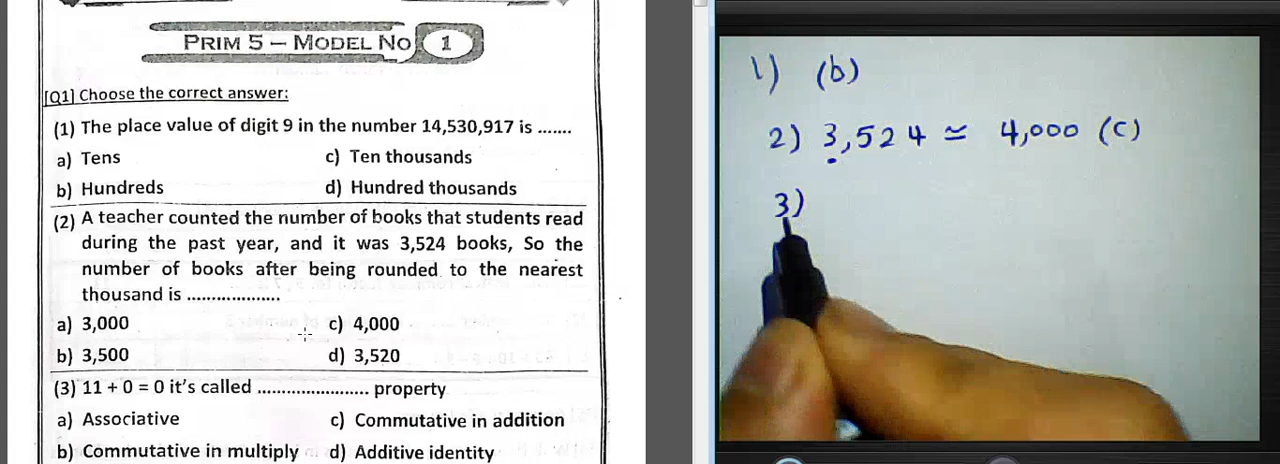 PRIM 5 – MODEL NO 1
[Q1] Choose the correct answer:
(1) The place value of digit 9 in the number 14,530,917 is .......
a) Tens
c) Ten thousands
b) Hundreds
d) Hundred thousands
(2) A teacher counted the number of books that students read
during the past year, and it was 3,524 books, So the
number of books after being rounded to the nearest
thousand is ..................
a) 3,000
c) 4,000
b) 3,500
d) 3,520
(3) 11 + 0 = 0 it's called ...................... property
a) Associative
c) Commutative in addition
b) Commutative in multiply
d) Additive identity
1) (b)
2) 3,524 ≃ 4,000 (c)
3)